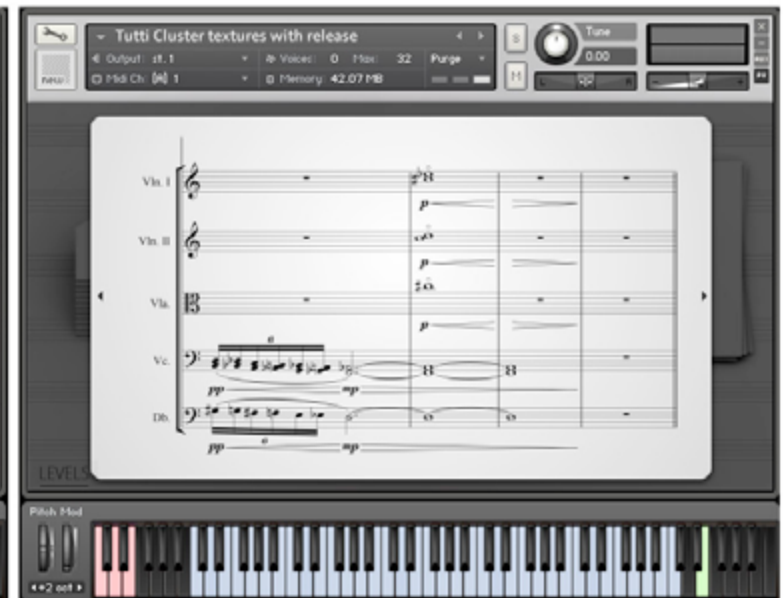 Tutti Cluster textures with release
S
Tune
Output: st.1
Voices: 0 Max: 32
Purge
0.00
new
Midi Ch: [A] 1
Memory: 42.07 MB
M
L R
Vln. I
p
Vln. II
p
Vla.
p
Vc.
6
pp mp
Db.
6
pp mp
LEVELS
Pitch Mod
+2 oct